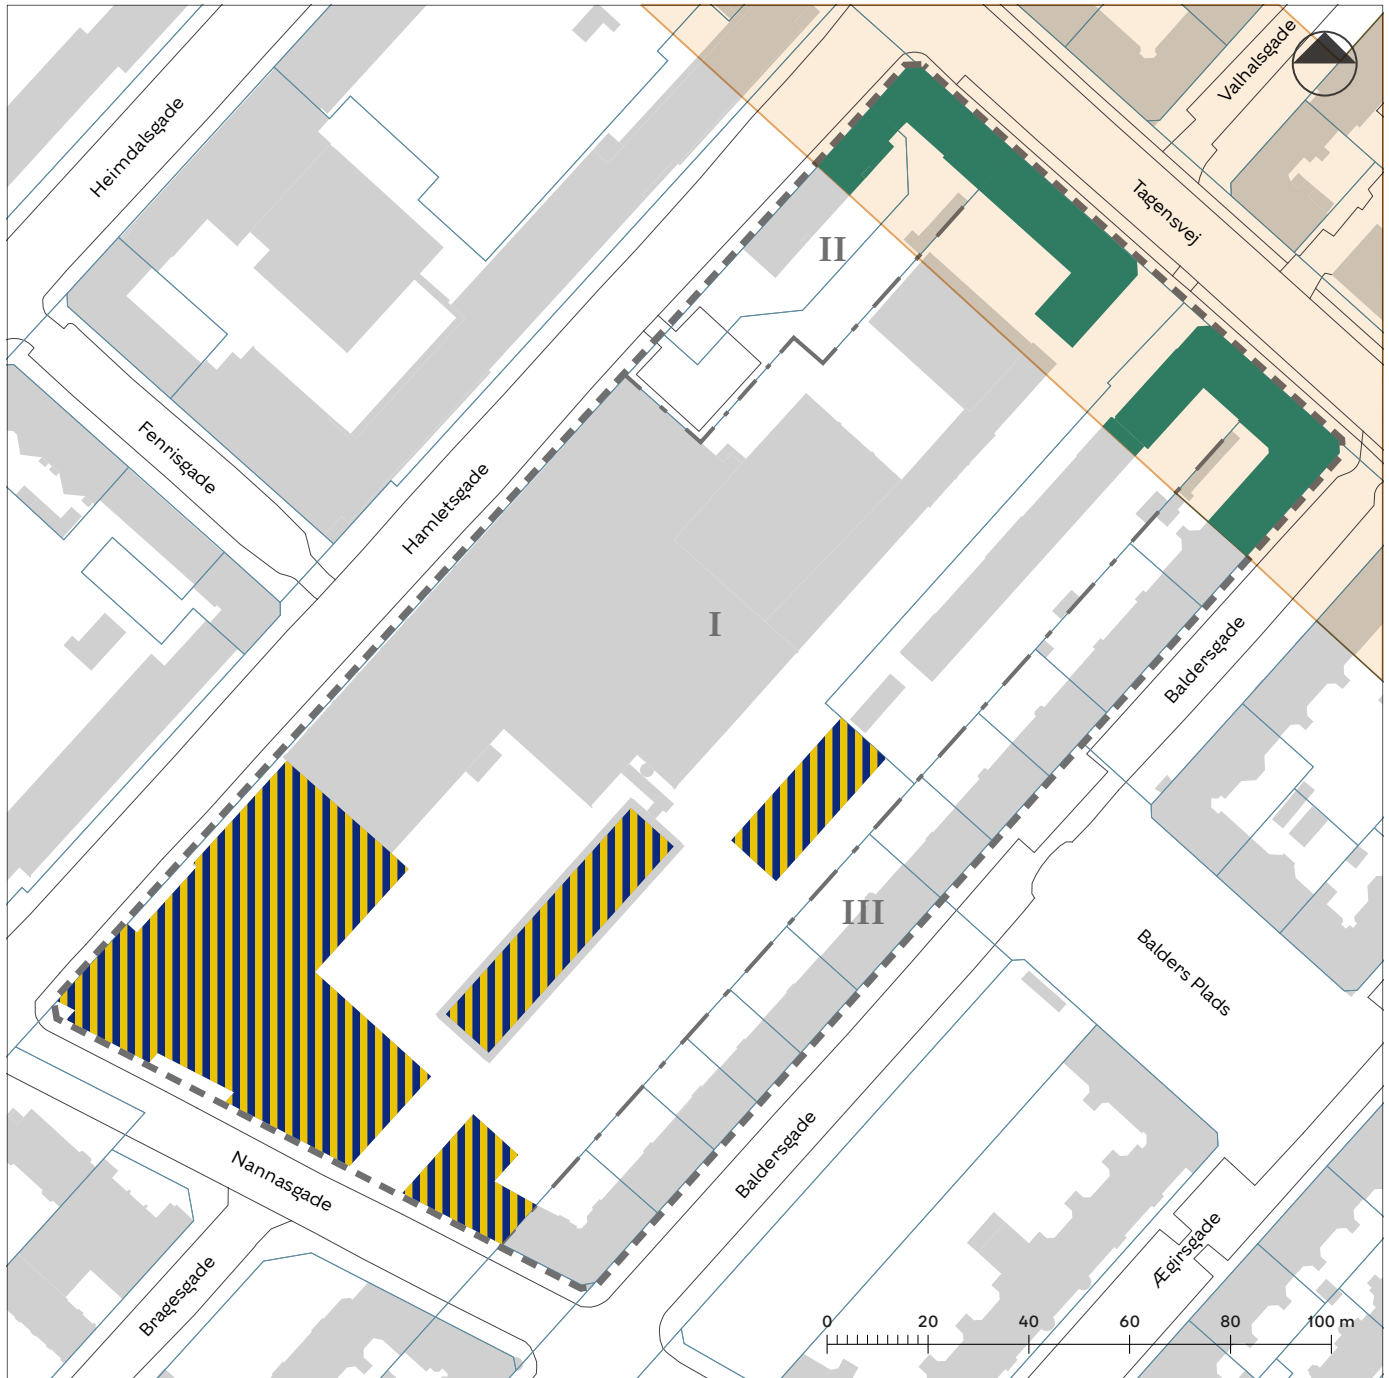 Valhalsgade
Heimdalsgade
Tagensvej
II
Fenrisgade
Hamletsgade
I
Baldersgade
III
Balders Plads
Baldersgade
Nannasgade
Ægirsgade
Bragesgade
0 20 40 60 80 100 m